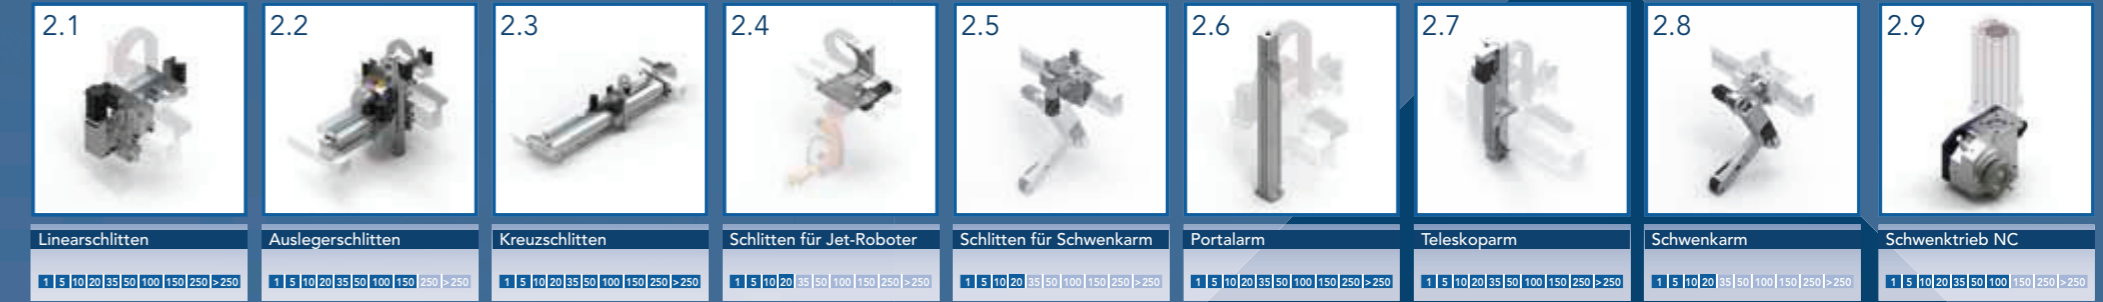 2.1 2.2 2.3 2.4 2.5 2.6 2.7 2.8 2.9
Linearschlitten Auslegerschlitten Kreuzschlitten Schlitten für Jet-Roboter Schlitten für Schwenkarm Portalarm Teleskoparm Schwenkarm Schwenktrieb NC
1 5 10 20 35 50 100 150 250 >250 1 5 10 20 35 50 100 150 250 >250 1 5 10 20 35 50 100 150 250 >250 1 5 10 20 35 50 100 150 250 >250 1 5 10 20 35 50 100 150 250 >250 1 5 10 20 35 50 100 150 250 >250 1 5 10 20 35 50 100 150 250 >250 1 5 10 20 35 50 100 150 250 >250 1 5 10 20 35 50 100 150 250 >250